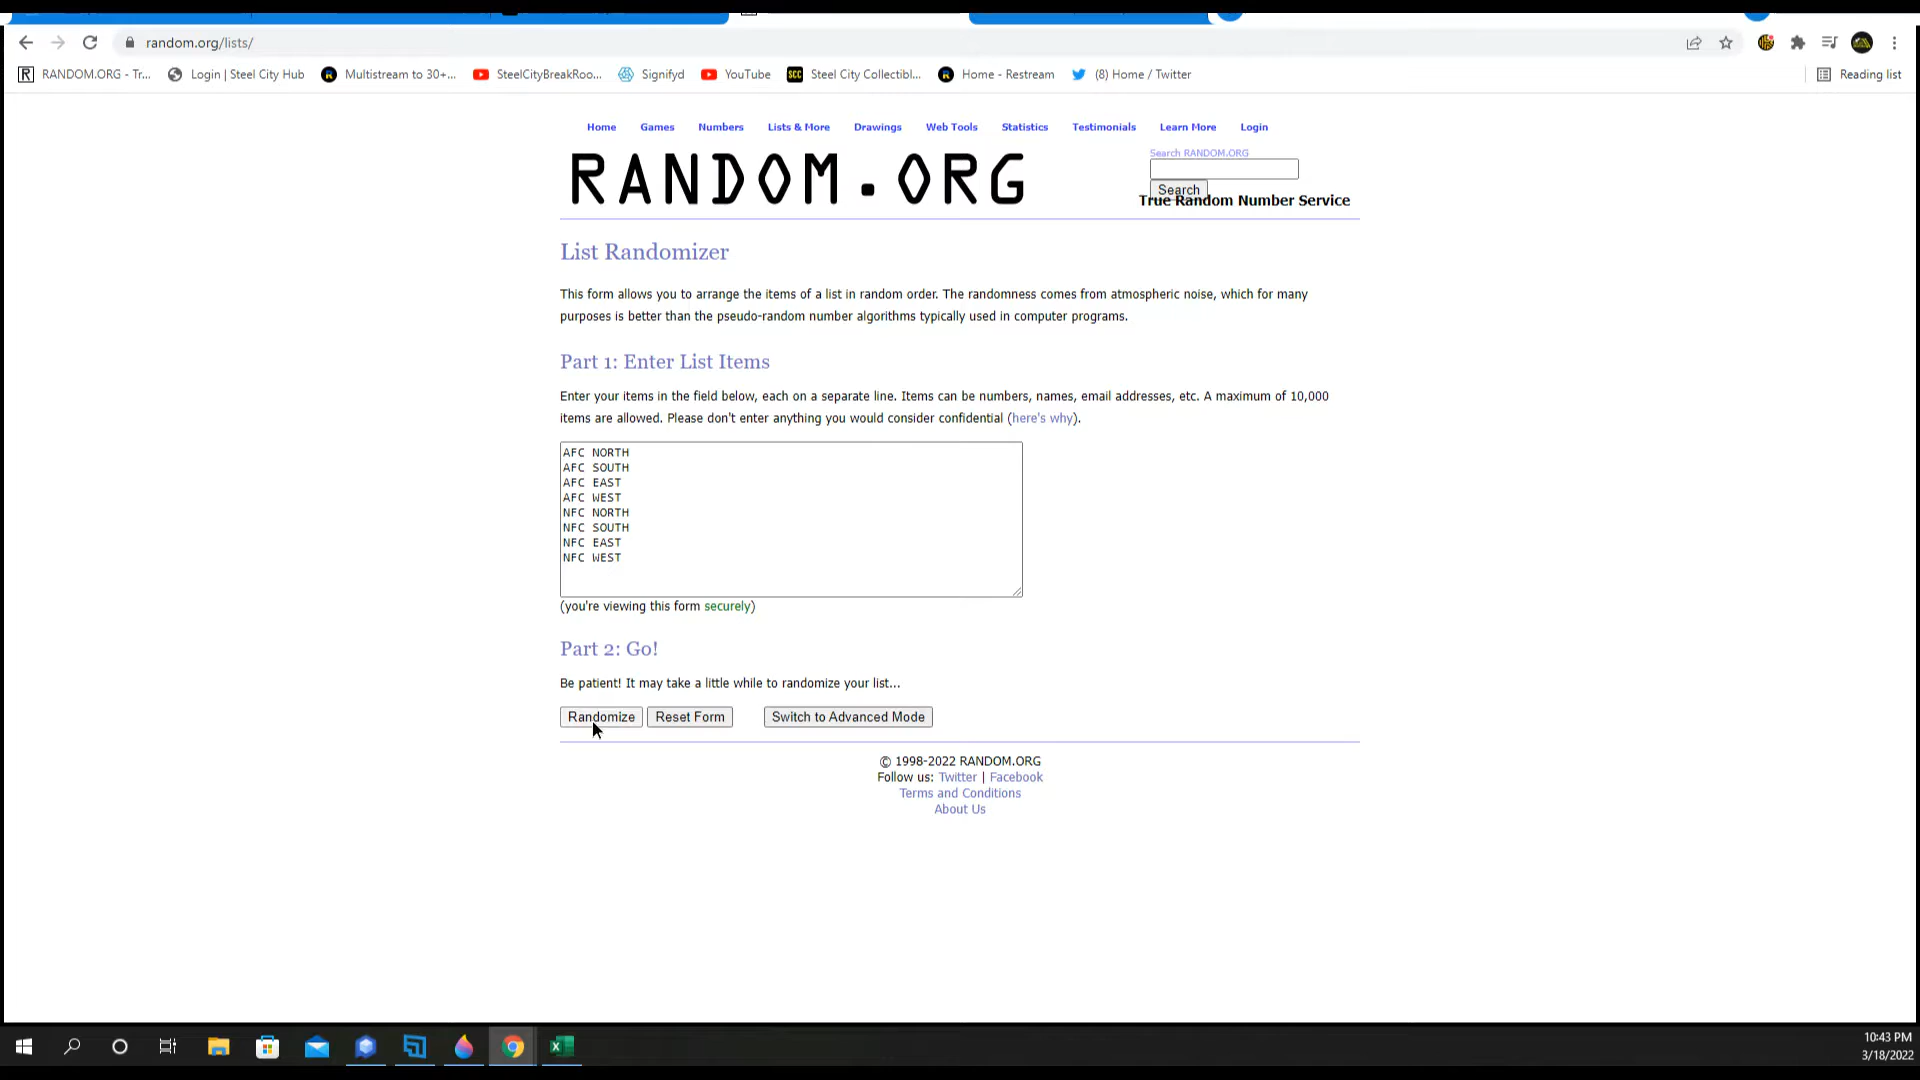 random.org/lists/
RANDOM.ORG - Tr...
Login | Steel City Hub
Multistream to 30+...
SteelCityBreakRoo...
Signifyd
YouTube
SCC
Steel City Collectibl...
Home - Restream
(8) Home / Twitter
Reading list
Home
Games
Numbers
Lists & More
Drawings
Web Tools
Statistics
Testimonials
Learn More
Login
RANDOM.ORG
Search RANDOM.ORG
Search
True Random Number Service
List Randomizer
This form allows you to arrange the items of a list in random order. The randomness comes from atmospheric noise, which for many
purposes is better than the pseudo-random number algorithms typically used in computer programs.
Part 1: Enter List Items
Enter your items in the field below, each on a separate line. Items can be numbers, names, email addresses, etc. A maximum of 10,000
items are allowed. Please don't enter anything you would consider confidential (here's why).
AFC NORTH
AFC SOUTH
AFC EAST
AFC WEST
NFC NORTH
NFC SOUTH
NFC EAST
NFC WEST
(you're viewing this form securely)
Part 2: Go!
Be patient! It may take a little while to randomize your list...
Randomize
Reset Form
Switch to Advanced Mode
© 1998-2022 RANDOM.ORG
Follow us: Twitter | Facebook
Terms and Conditions
About Us
10:43 PM
3/18/2022